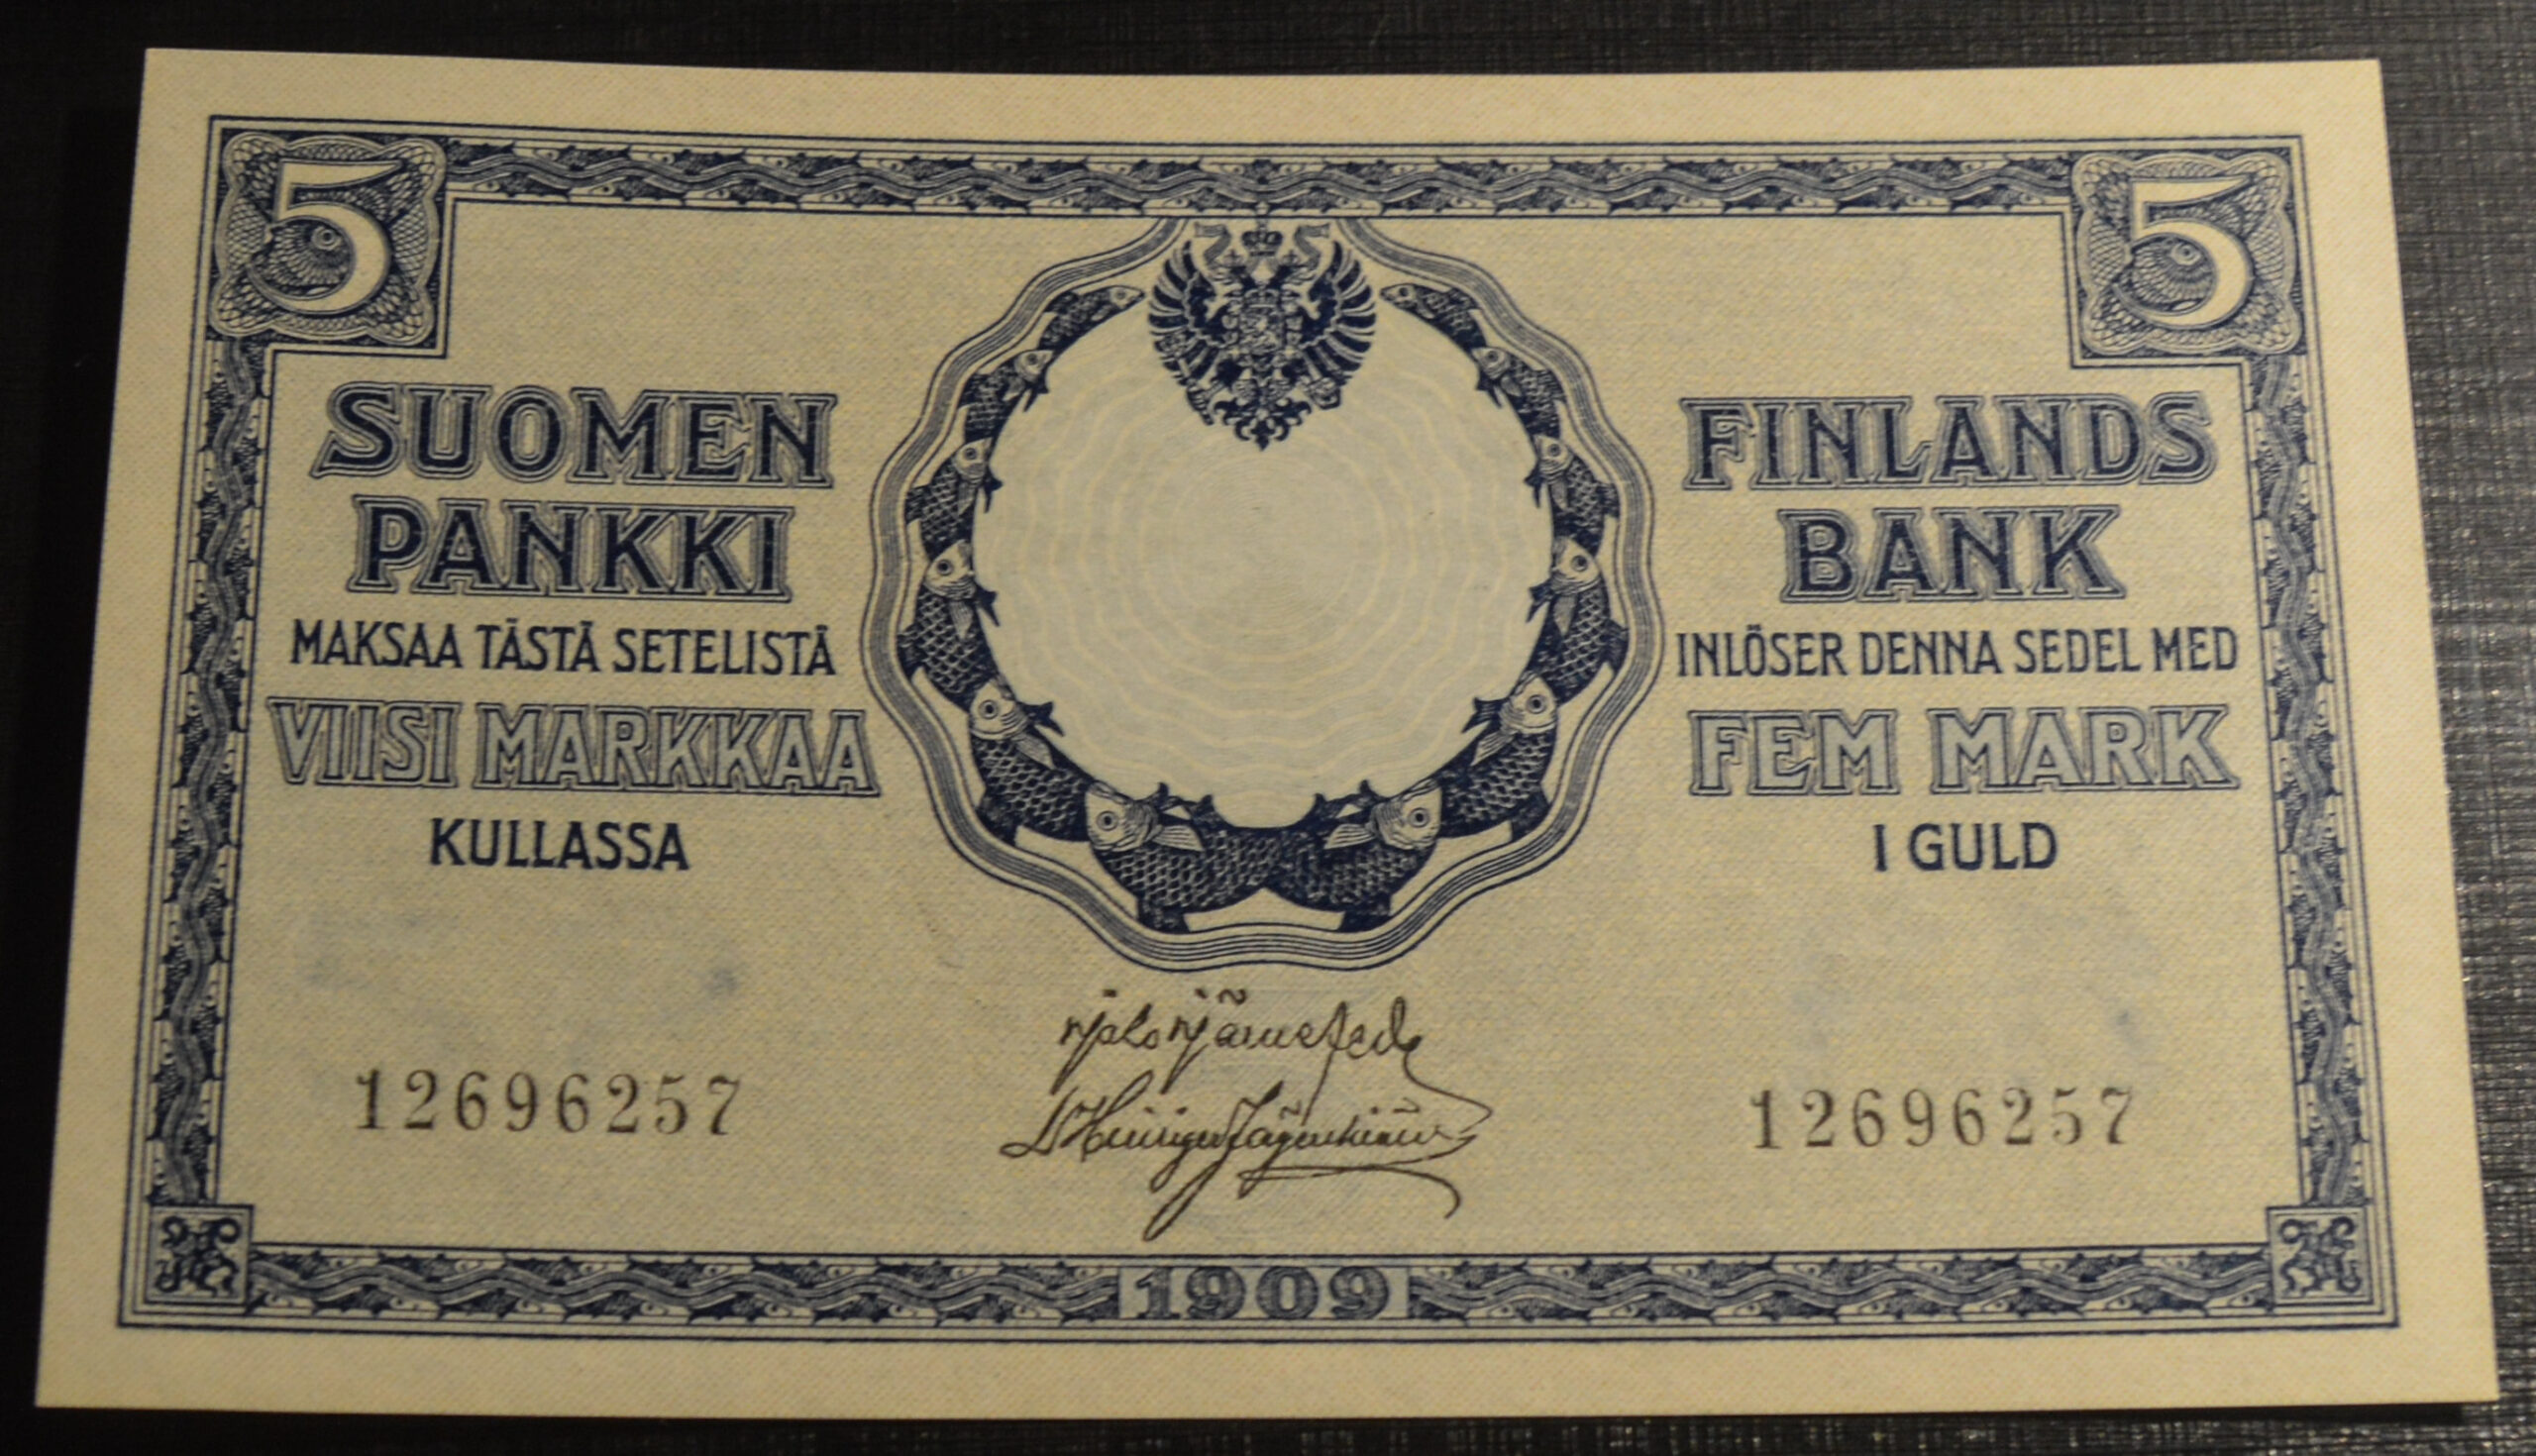 5
5
SUOMEN
PANKKI
MAKSAA TÄSTÄ SETELISTÄ
VIISI MARKKAA
KULLASSA
FINLANDS
BANK
INLÖSER DENNA SEDEL MED
FEM MARK
I GULD
12696257
12696257
1909